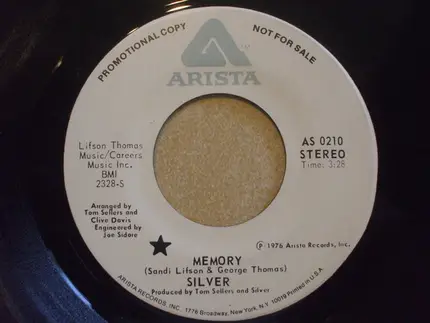 PROMOTIONAL COPY
NOT FOR SALE
TM
ARISTA
Lifson Thomas
Music/Careers
Music Inc.
BMI
2328-S
AS 0210
STEREO
Time: 3:28
Arranged by
Tom Sellers and
Clive Davis
Engineered by
Joe Sidore
℗ 1976 Arista Records, Inc.
MEMORY
(Sandi Lifson & George Thomas)
SILVER
Produced by Tom Sellers and Silver
ARISTA RECORDS, INC. 1776 Broadway, New York, N.Y. 10019 Printed in U.S.A.